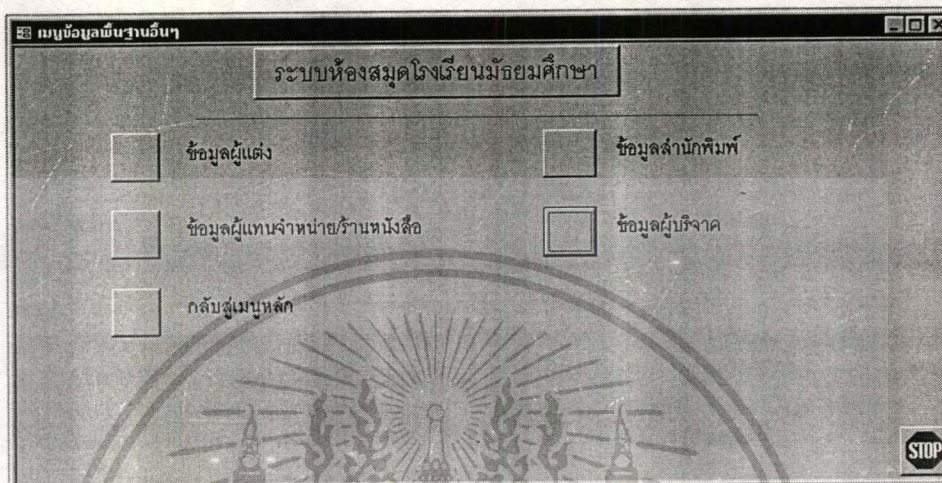 เมนูข้อมูลพื้นฐานอื่นๆ
ระบบห้องสมุดโรงเรียนมัธยมศึกษา
ข้อมูลผู้แต่ง
ข้อมูลสำนักพิมพ์
ข้อมูลผู้แทนจำหน่าย/ร้านหนังสือ
ข้อมูลผู้บริจาค
กลับสู่เมนูหลัก
STOP